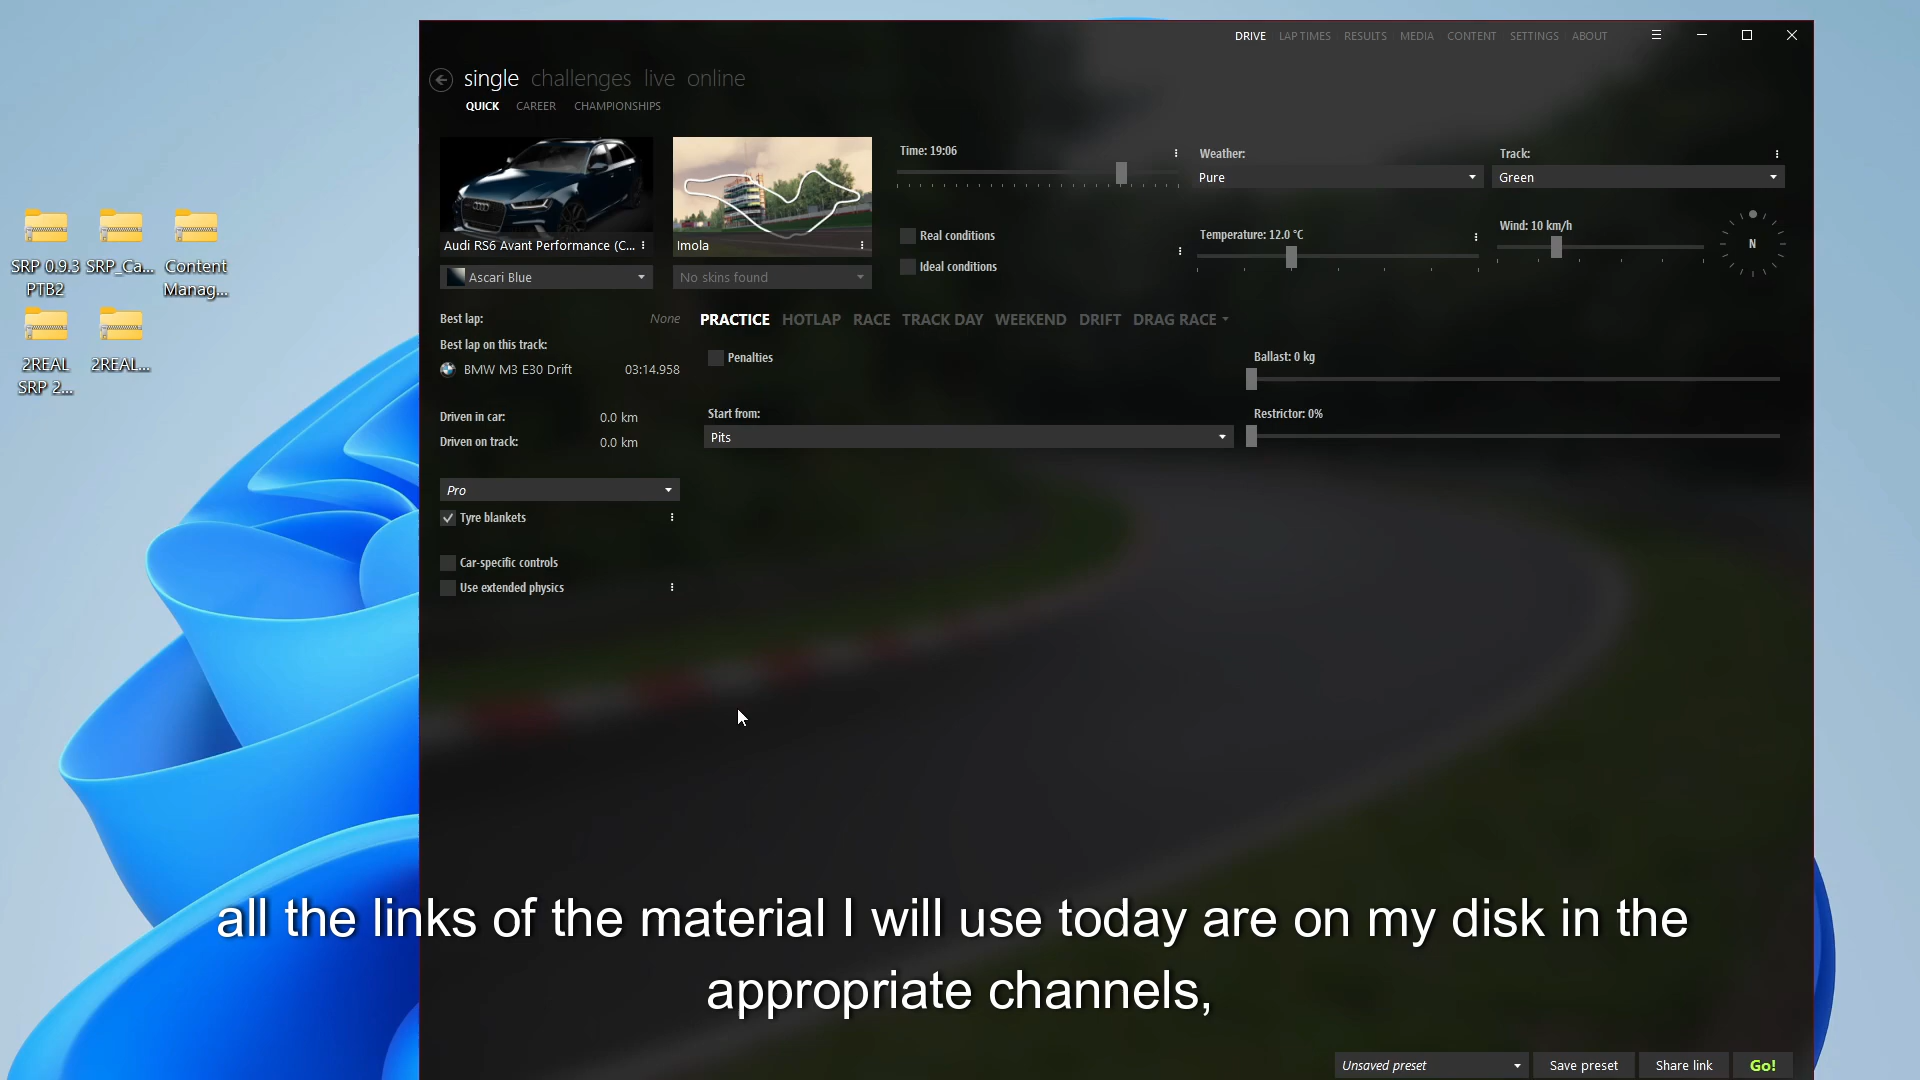 DRIVE LAP TIMES RESULTS MEDIA CONTENT SETTINGS ABOUT
single challenges live online
QUICK CAREER CHAMPIONSHIPS
Time: 19:06
Weather:
Track:
Pure
Green
SRP 0.9.3 PTB2
SRP_Ca...
Content Manag...
2REAL SRP 2...
2REAL...
Audi RS6 Avant Performance (C...
Imola
Ascari Blue
No skins found
Real conditions
Ideal conditions
Temperature: 12.0 °C
Wind: 10 km/h
N
Best lap: None
Best lap on this track:
BMW M3 E30 Drift 03:14.958
Driven in car: 0.0 km
Driven on track: 0.0 km
PRACTICE HOTLAP RACE TRACK DAY WEEKEND DRIFT DRAG RACE
Penalties
Ballast: 0 kg
Start from:
Pits
Restrictor: 0%
Pro
Tyre blankets
Car-specific controls
Use extended physics
all the links of the material I will use today are on my disk in the
appropriate channels,
Unsaved preset
Save preset
Share link
Go!